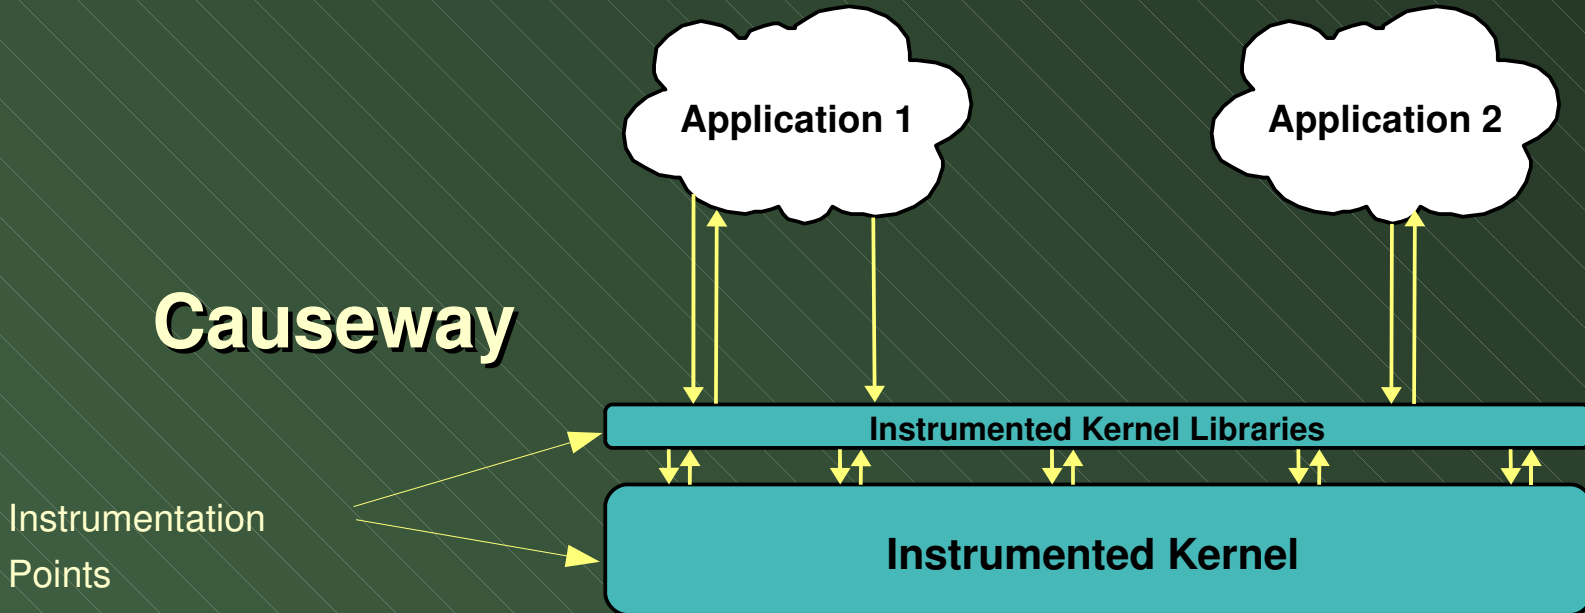 Application 1
Application 2
Causeway
Instrumented Kernel Libraries
Instrumentation
Points
Instrumented Kernel